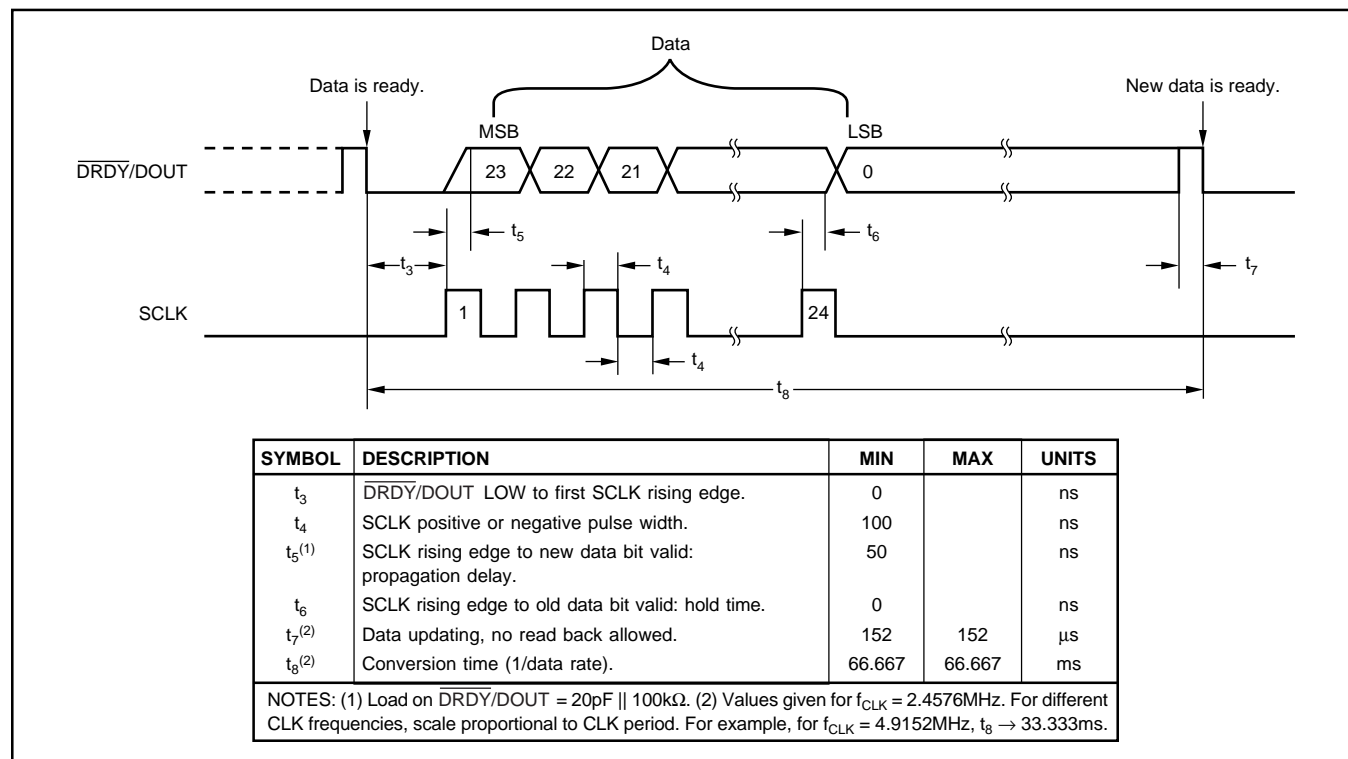 Data
Data is ready.
New data is ready.
MSB
LSB
DRDY/DOUT
23
22
21
0
t5
t6
t3
t4
t7
SCLK
1
24
t4
t8
SYMBOL DESCRIPTION MIN MAX UNITS
t3 DRDY/DOUT LOW to first SCLK rising edge. 0 ns
t4 SCLK positive or negative pulse width. 100 ns
t5(1) SCLK rising edge to new data bit valid: 50 ns
propagation delay.
t6 SCLK rising edge to old data bit valid: hold time. 0 ns
t7(2) Data updating, no read back allowed. 152 152 µs
t8(2) Conversion time (1/data rate). 66.667 66.667 ms
NOTES: (1) Load on DRDY/DOUT = 20pF || 100kΩ. (2) Values given for fCLK = 2.4576MHz. For different
CLK frequencies, scale proportional to CLK period. For example, for fCLK = 4.9152MHz, t8 → 33.333ms.